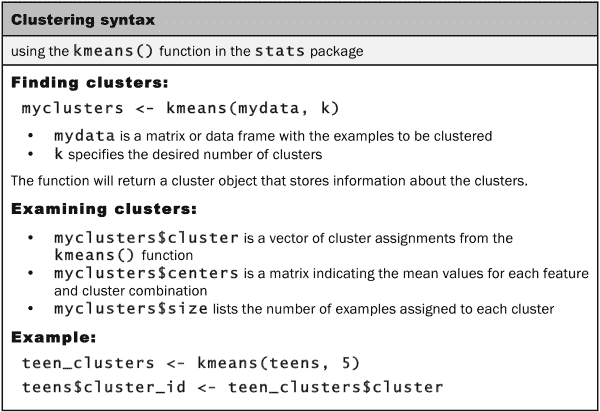 Clustering syntax
using the kmeans() function in the stats package
Finding clusters:
myclusters <- kmeans(mydata, k)
• mydata is a matrix or data frame with the examples to be clustered
• k specifies the desired number of clusters
The function will return a cluster object that stores information about the clusters.
Examining clusters:
• myclusters$cluster is a vector of cluster assignments from the
kmeans() function
• myclusters$centers is a matrix indicating the mean values for each feature
and cluster combination
• myclusters$size lists the number of examples assigned to each cluster
Example:
teen_clusters <- kmeans(teens, 5)
teens$cluster_id <- teen_clusters$cluster